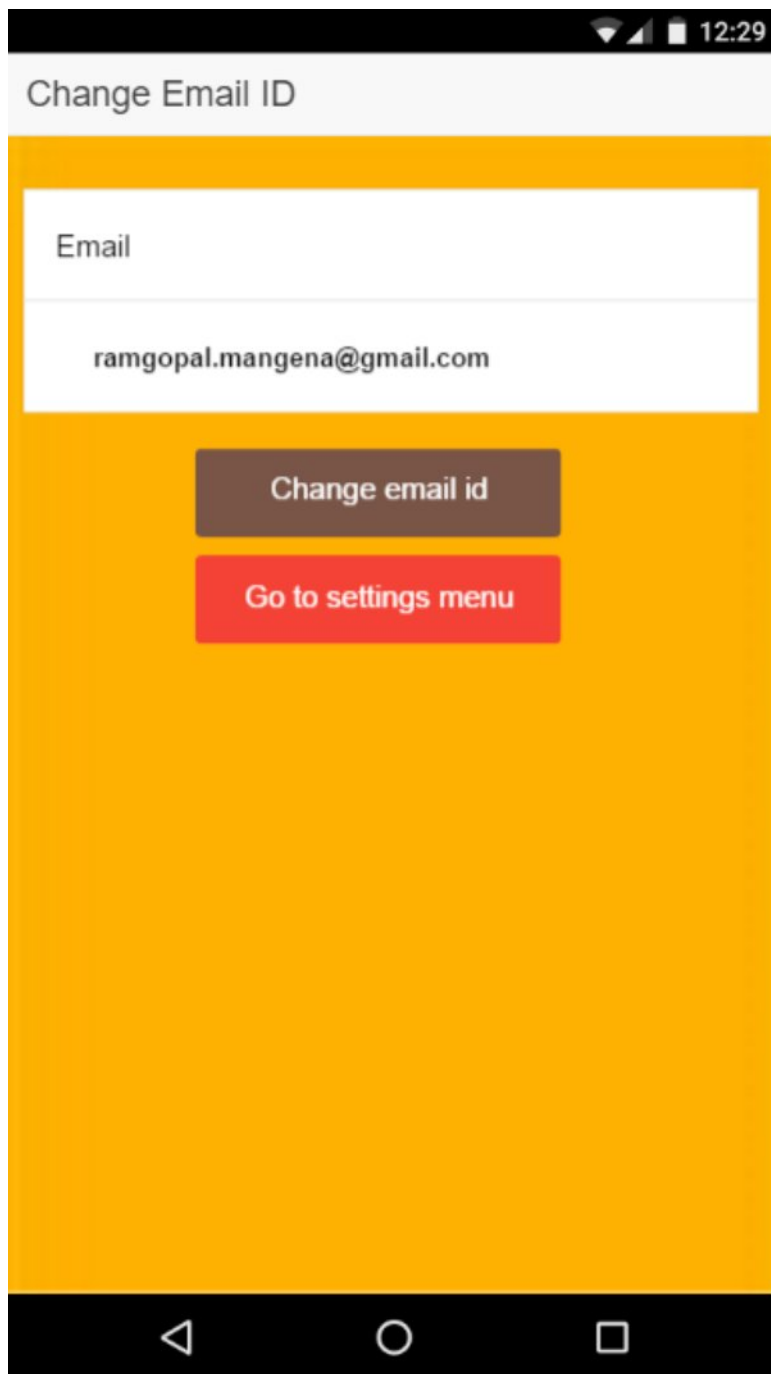 12:29
Change Email ID
Email
ramgopal.mangena@gmail.com
Change email id
Go to settings menu